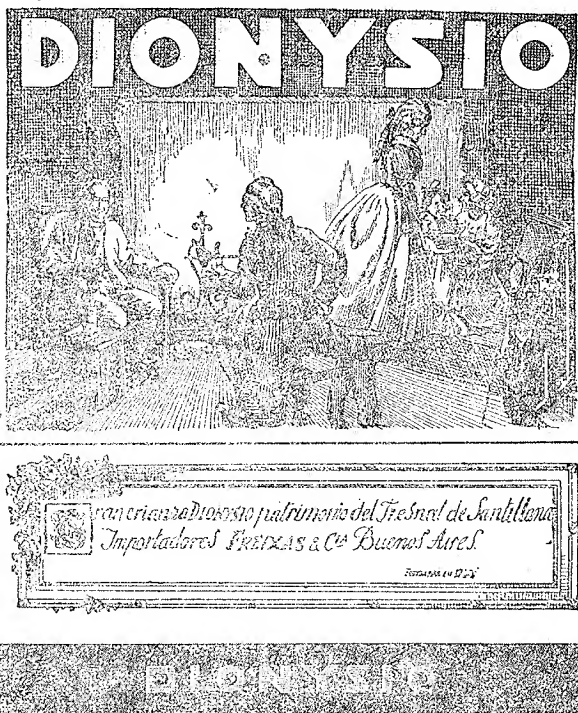 DIONYSIO
Gran crianza DIONYSIO patrimonio del Fresnal de Santillana
Importadores FREIXAS & Cía Buenos Aires.
DIONYSIO